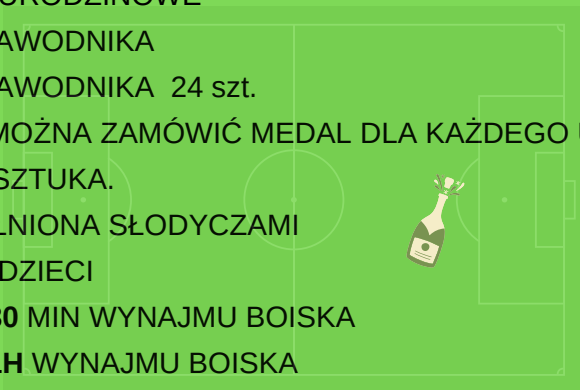 URODZINOWE
AWODNIKA
AWODNIKA 24 szt.
MOŻNA ZAMÓWIĆ MEDAL DLA KAŻDEGO
SZTUKA.
LNIONA SŁODYCZAMI
DZIECI
30 MIN WYNAJMU BOISKA
1H WYNAJMU BOISKA